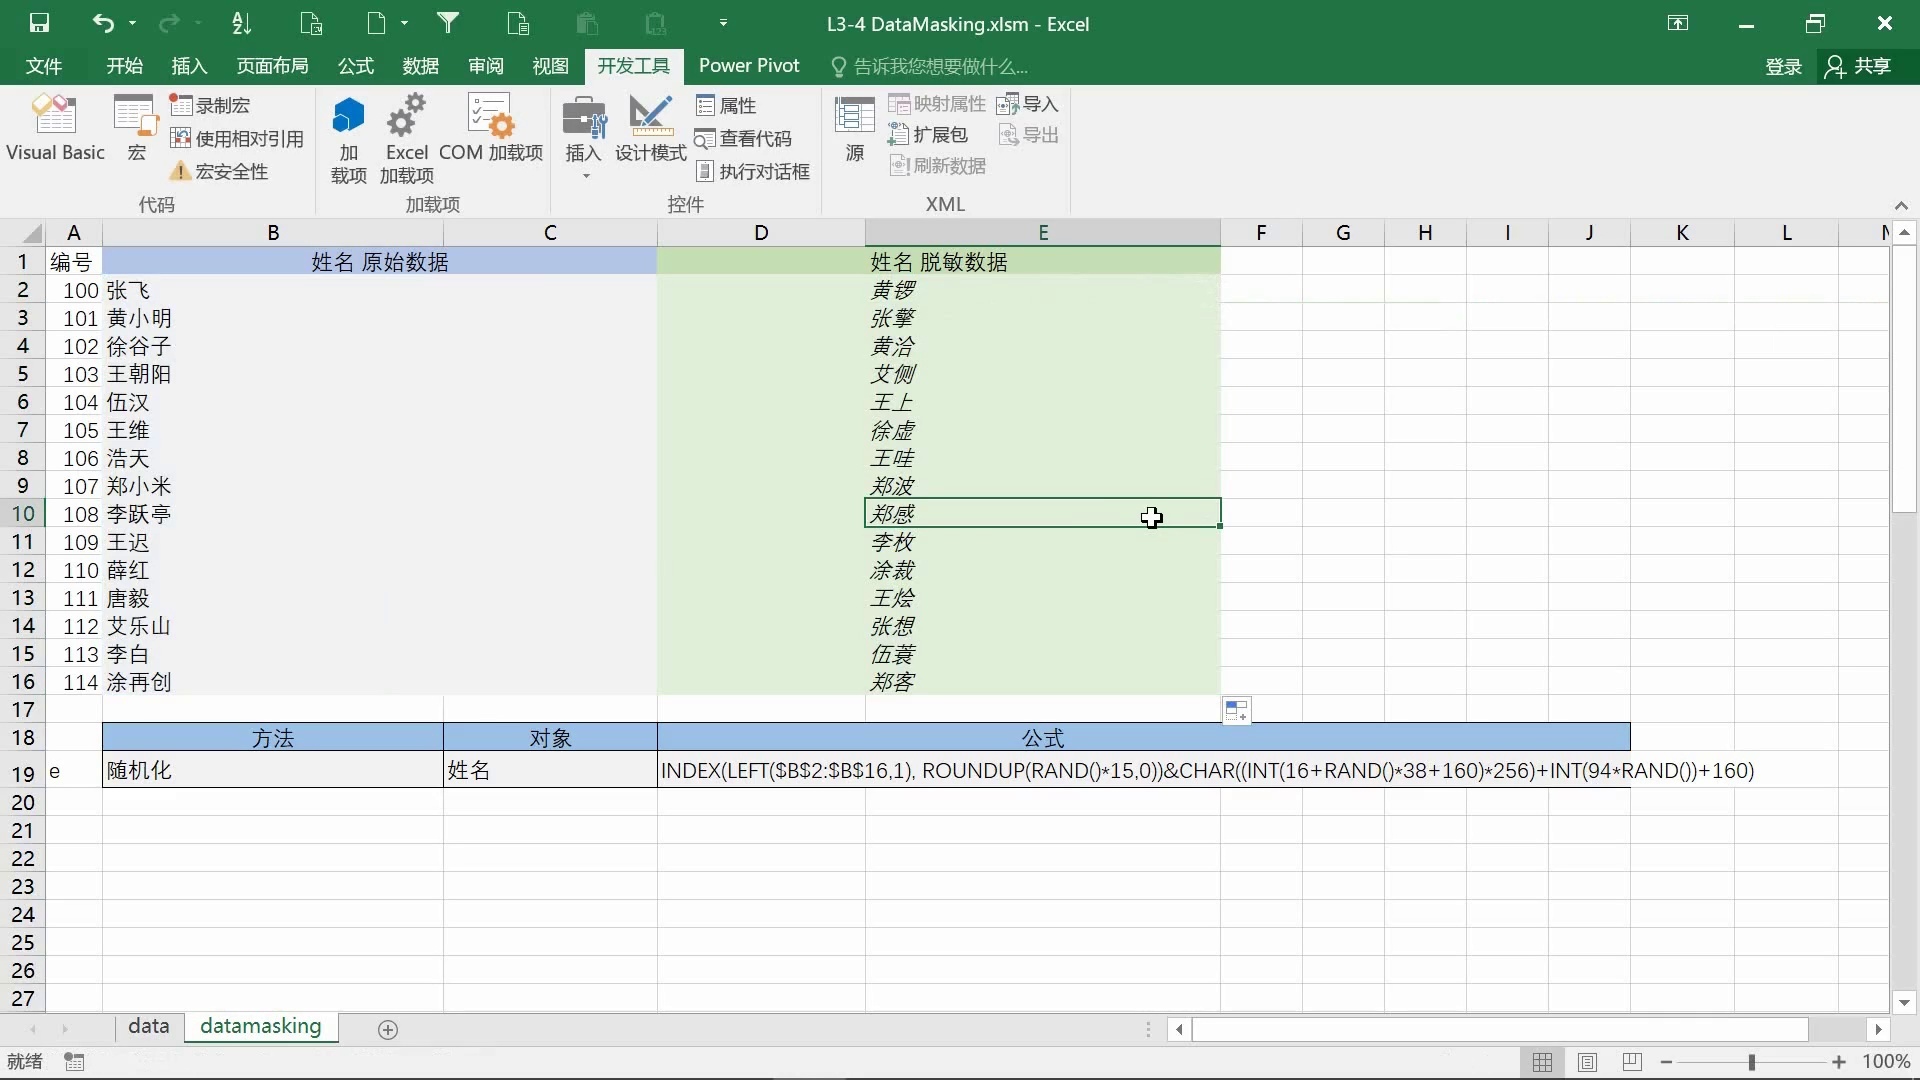 L3-4 DataMasking.xlsm - Excel
文件 开始 插入 页面布局 公式 数据 审阅 视图 开发工具 Power Pivot 告诉我您想要做什么... 登录 共享
Visual Basic 宏 录制宏 使用相对引用 宏安全性
代码
加载项 Excel 加载项 COM 加载项
加载项
插入 设计模式 属性 查看代码 执行对话框
控件
源 映射属性 扩展包 刷新数据 导入 导出
XML
A B C D E F G H I J K L
1 编号 姓名 原始数据 姓名 脱敏数据
2 100 张飞 黄锣
3 101 黄小明 张擎
4 102 徐谷子 黄洽
5 103 王朝阳 艾侧
6 104 伍汉 王上
7 105 王维 徐虚
8 106 浩天 王哇
9 107 郑小米 郑波
10 108 李跃亭 郑感
11 109 王迟 李枚
12 110 薛红 涂裁
13 111 唐毅 王烩
14 112 艾乐山 张想
15 113 李白 伍蓑
16 114 涂再创 郑客
17
18 方法 对象 公式
19 e 随机化 姓名 INDEX(LEFT($B$2:$B$16,1), ROUNDUP(RAND()*15,0))&CHAR((INT(16+RAND()*38+160)*256)+INT(94*RAND())+160)
20
21
22
23
24
25
26
27
data datamasking
就绪 100%